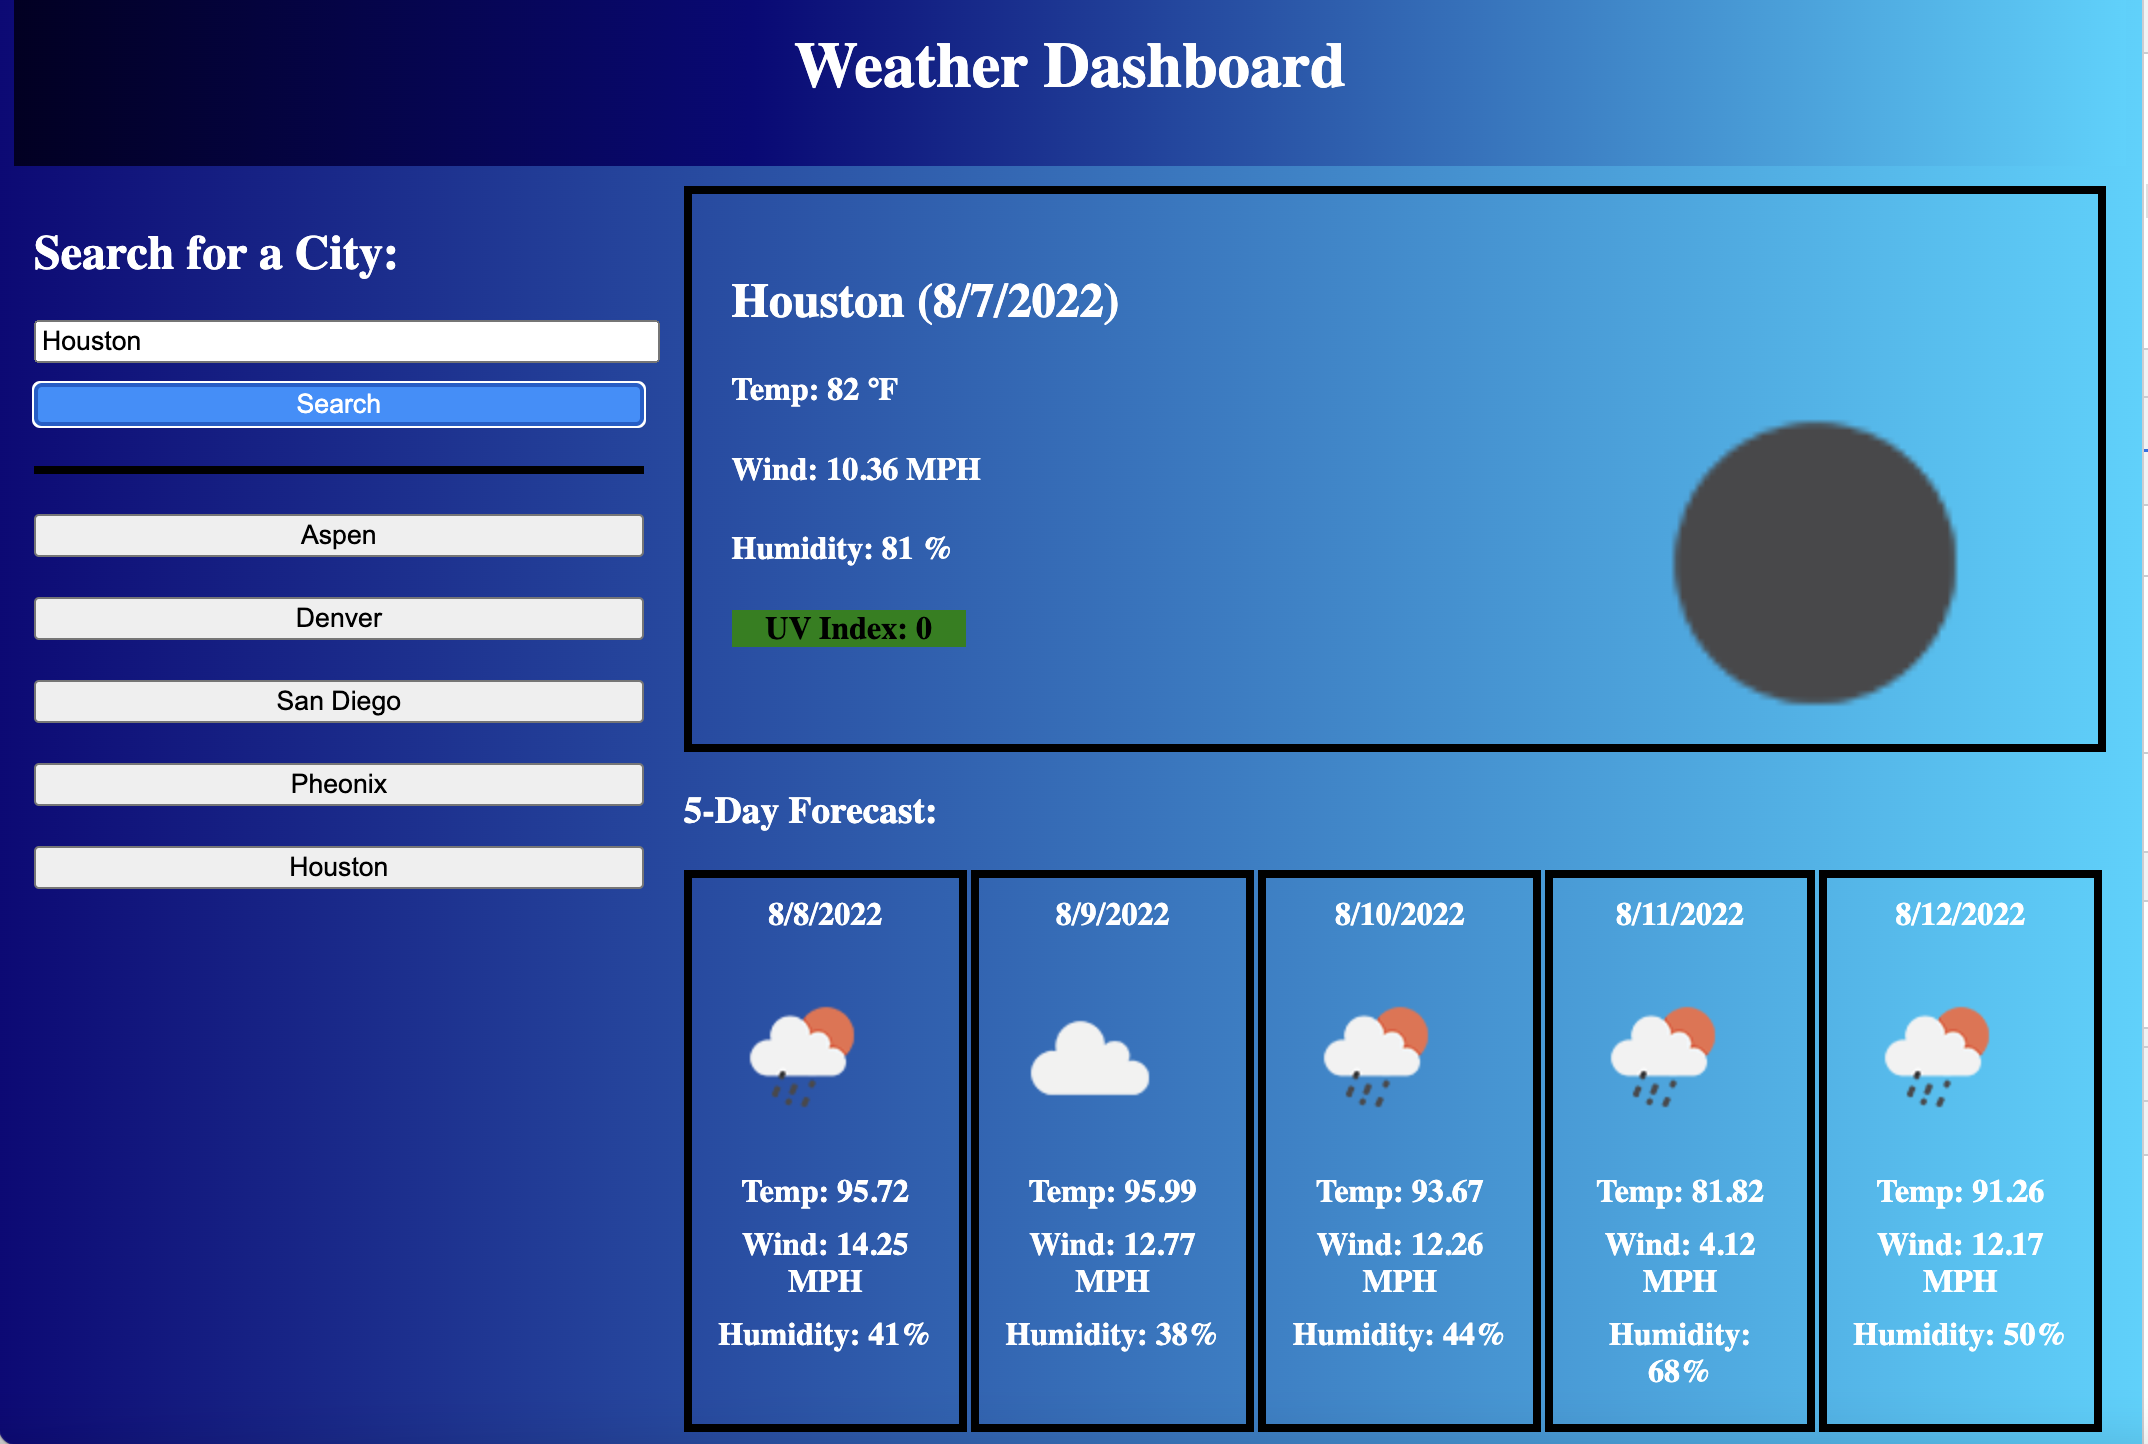 Weather Dashboard
Search for a City:
Houston
Search
Aspen
Denver
San Diego
Pheonix
Houston
Houston (8/7/2022)
Temp: 82 °F
Wind: 10.36 MPH
Humidity: 81 %
UV Index: 0
5-Day Forecast:
8/8/2022
Temp: 95.72
Wind: 14.25
MPH
Humidity: 41%
8/9/2022
Temp: 95.99
Wind: 12.77
MPH
Humidity: 38%
8/10/2022
Temp: 93.67
Wind: 12.26
MPH
Humidity: 44%
8/11/2022
Temp: 81.82
Wind: 4.12
MPH
Humidity:
68%
8/12/2022
Temp: 91.26
Wind: 12.17
MPH
Humidity: 50%